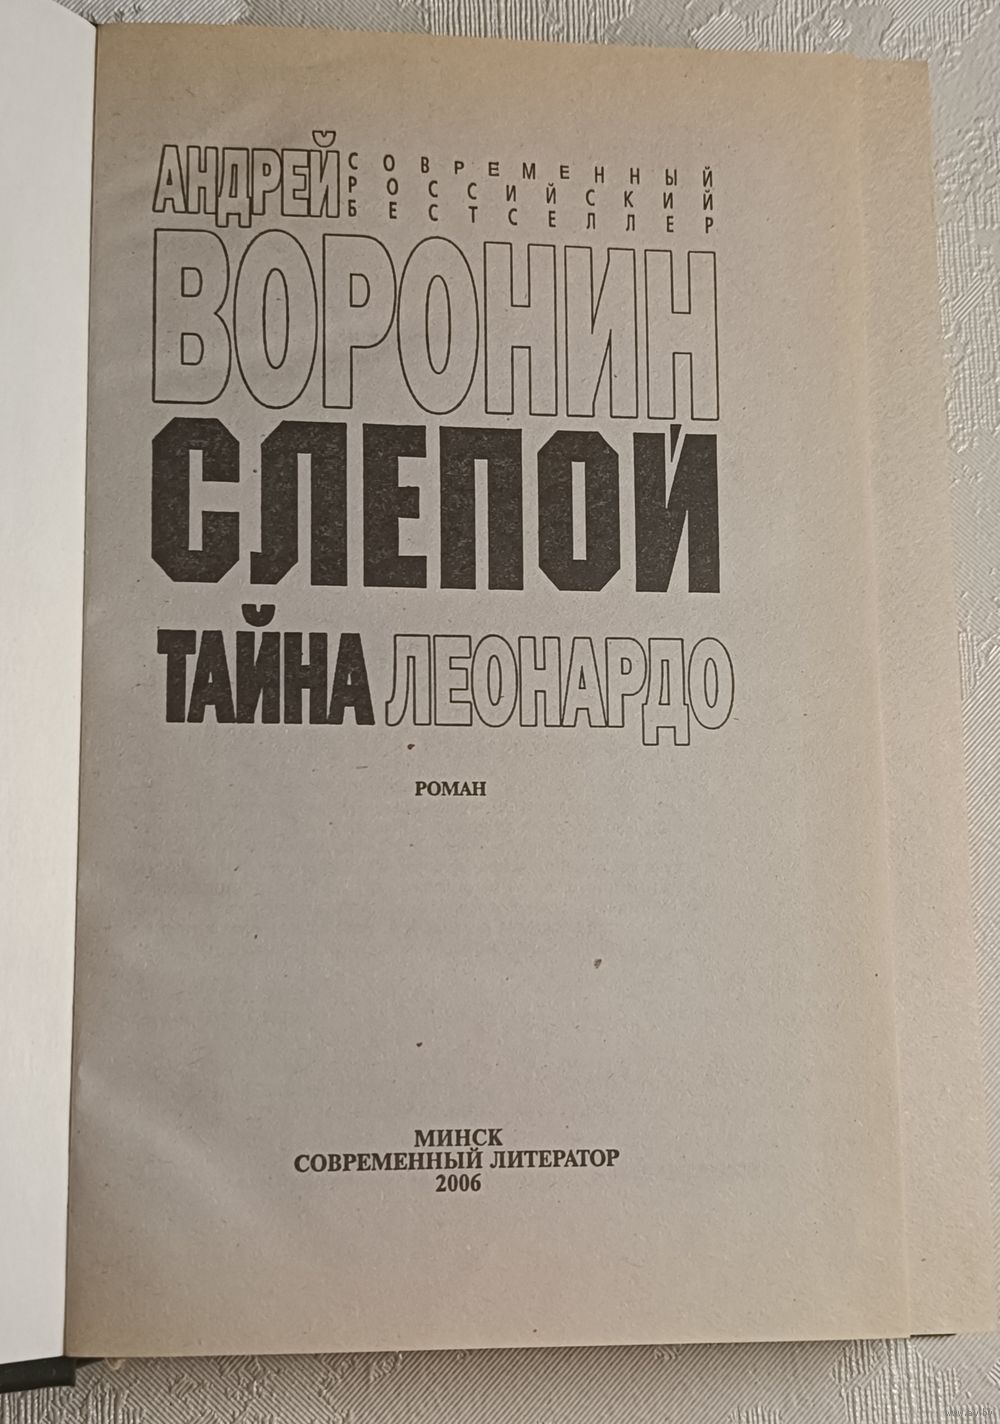 АНДРЕЙ
СОВРЕМЕННЫЙ
РОССИЙСКИЙ
БЕСТСЕЛЛЕР
ВОРОНИН
СЛЕПОЙ
ТАЙНА ЛЕОНАРДО
РОМАН
МИНСК
СОВРЕМЕННЫЙ ЛИТЕРАТОР
2006